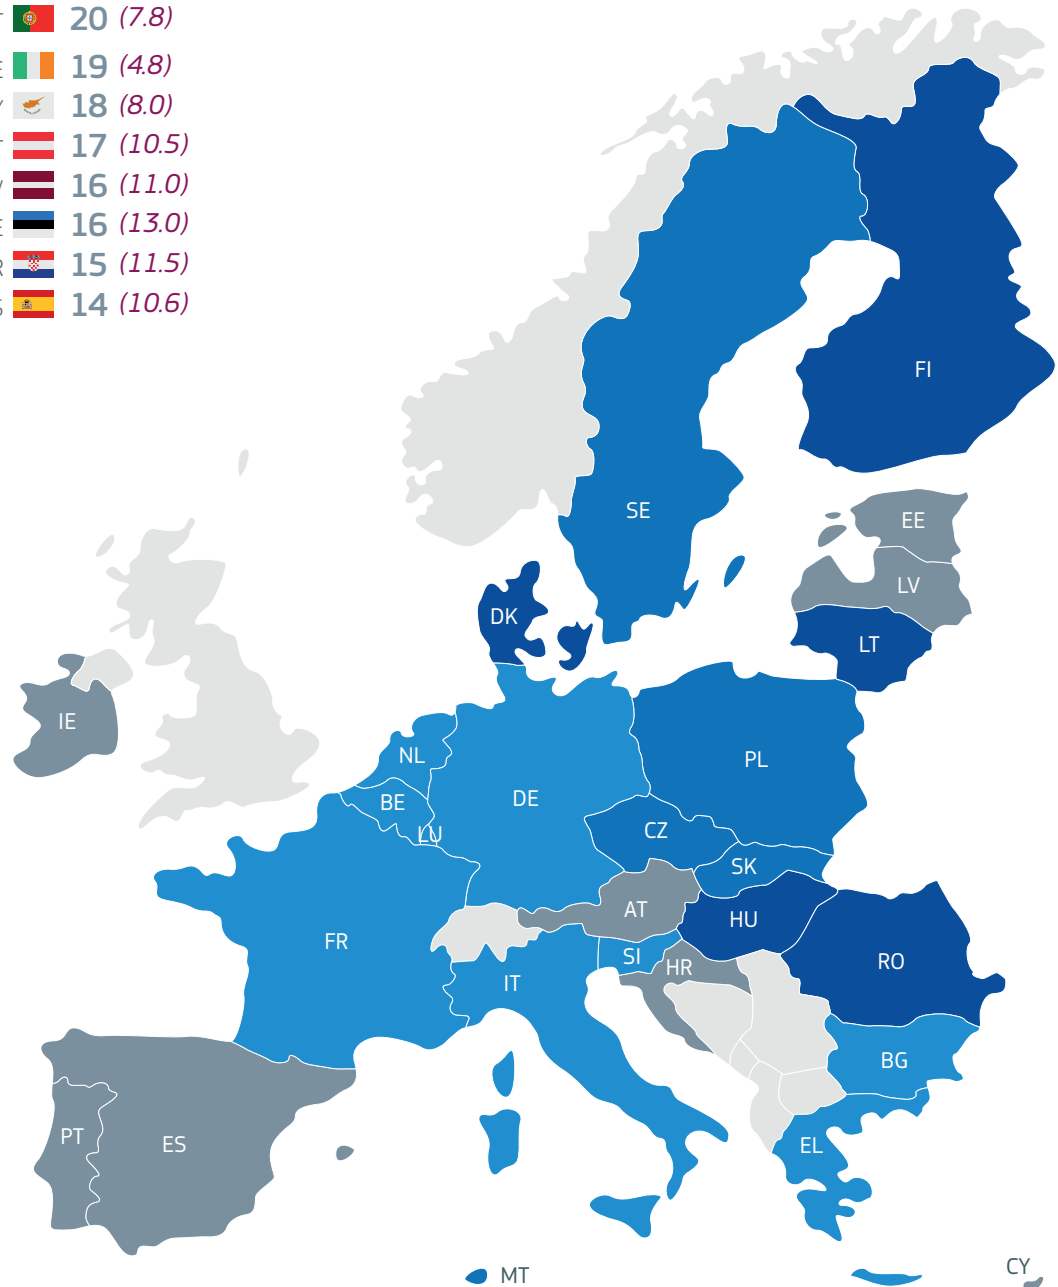 20 (7.8)
19 (4.8)
18 (8.0)
17 (10.5)
16 (11.0)
16 (13.0)
15 (11.5)
14 (10.6)
FI
SE
EE
LV
DK
LT
IE
NL
PL
DE
BE
CZ
LU
SK
AT
HU
FR
SI
HR
RO
IT
BG
PT
ES
EL
MT
CY